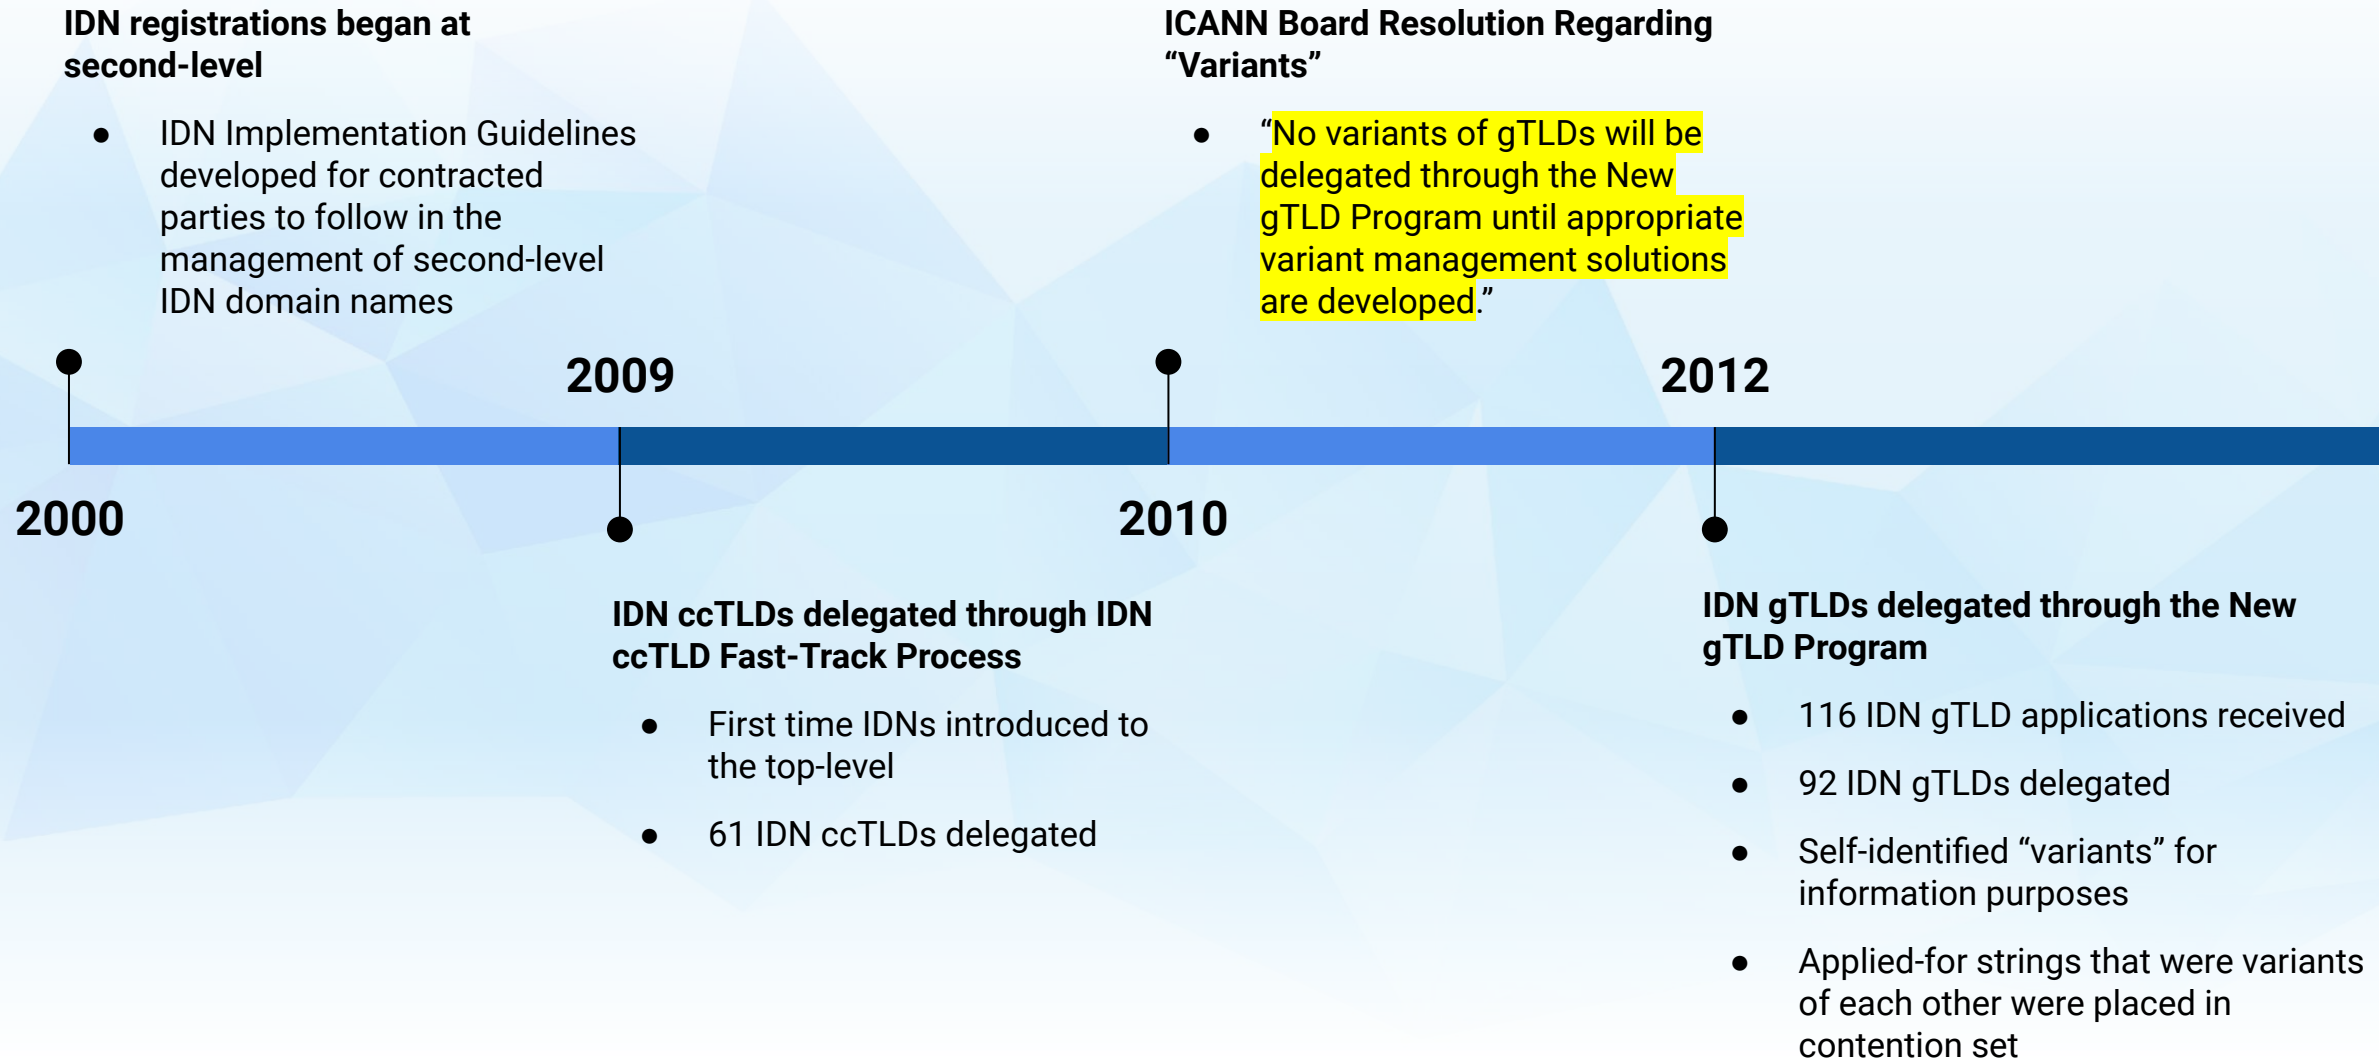 IDN registrations began at
second-level
● IDN Implementation Guidelines
developed for contracted
parties to follow in the
management of second-level
IDN domain names
2000
2009
IDN ccTLDs delegated through IDN
ccTLD Fast-Track Process
● First time IDNs introduced to
the top-level
● 61 IDN ccTLDs delegated
ICANN Board Resolution Regarding
“Variants”
● “No variants of gTLDs will be
delegated through the New
gTLD Program until appropriate
variant management solutions
are developed.”
2010
2012
IDN gTLDs delegated through the New
gTLD Program
● 116 IDN gTLD applications received
● 92 IDN gTLDs delegated
● Self-identified “variants” for
information purposes
● Applied-for strings that were variants
of each other were placed in
contention set